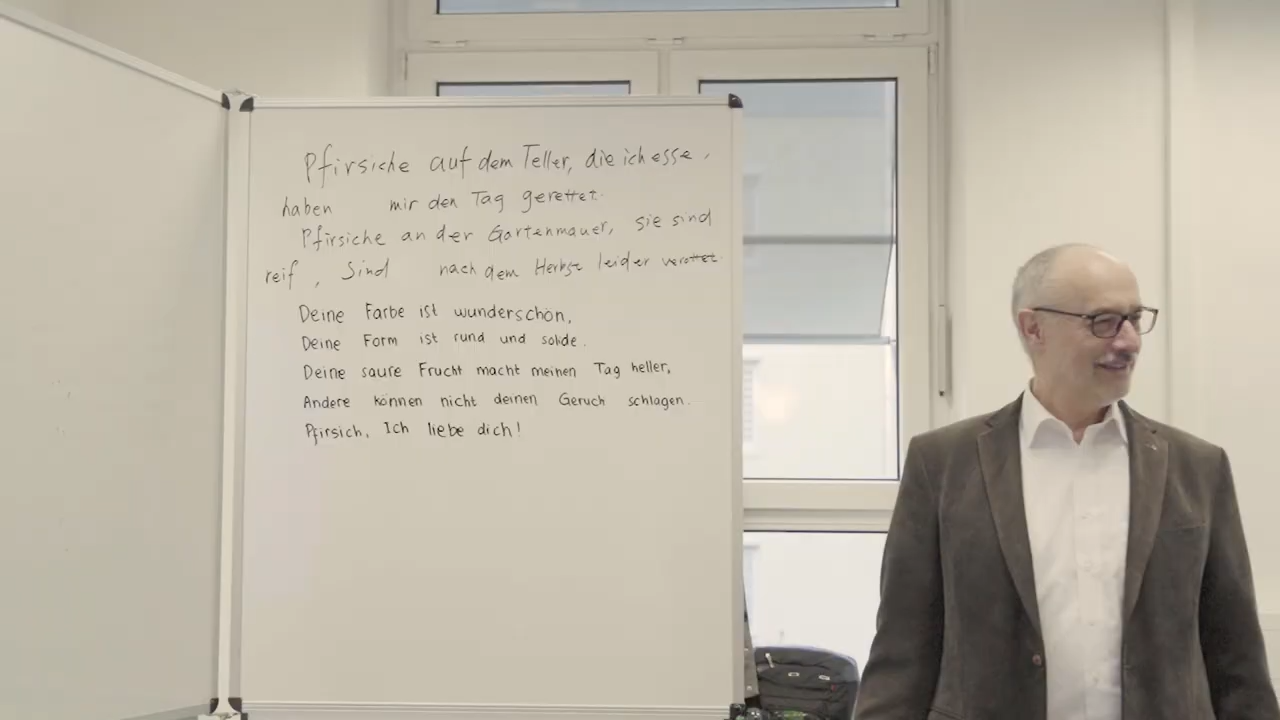 Pfirsiche auf dem Teller, die ich esse,
haben mir den Tag gerettet.
Pfirsiche an der Gartenmauer, sie sind
reif, sind nach dem Herbst leider verottet.
Deine Farbe ist wunderschön,
Deine Form ist rund und solide.
Deine saure Frucht macht meinen Tag heller,
Andere können nicht deinen Geruch schlagen.
Pfirsich, Ich liebe dich!